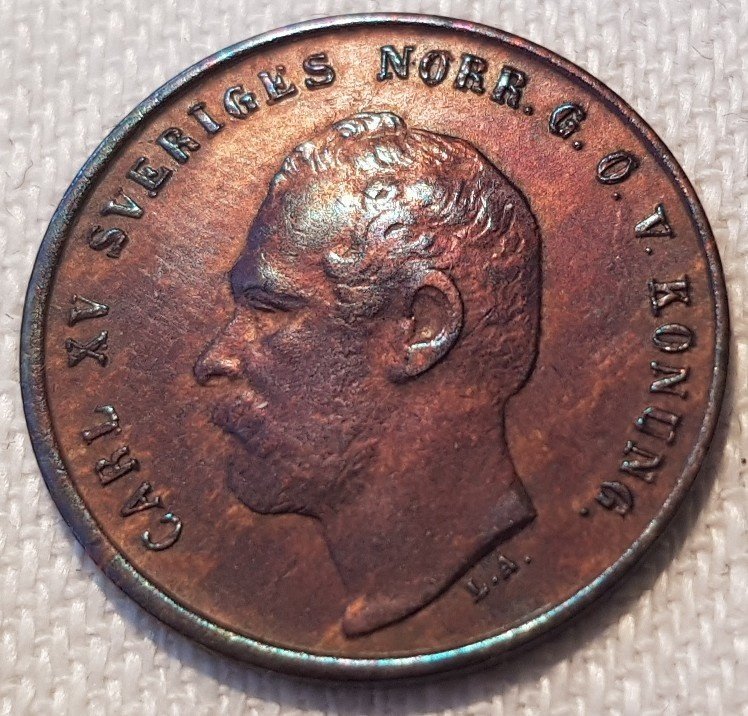 CARL XV SVERIGES NORR. G. O. V. KONUNG.
L.A.